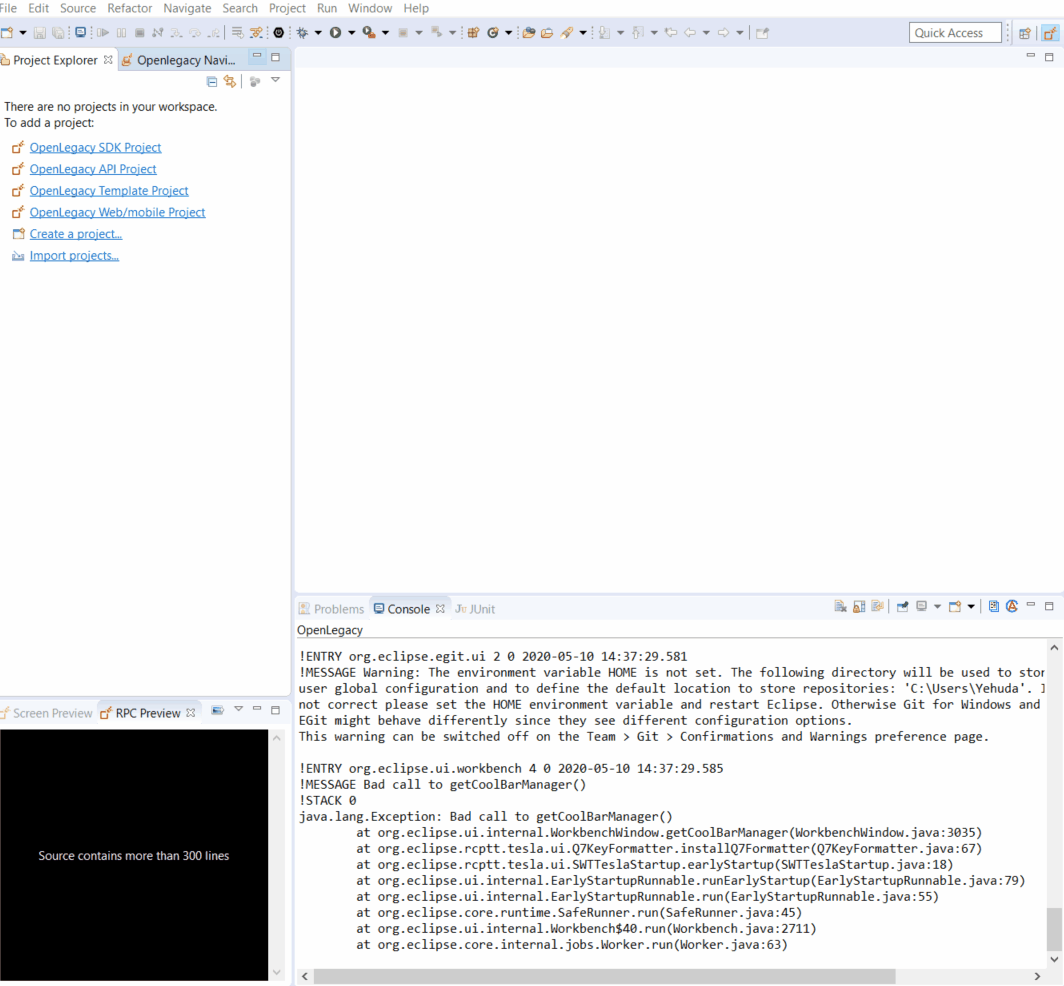 File Edit Source Refactor Navigate Search Project Run Window Help
Quick Access
Project Explorer
Openlegacy Navi...
There are no projects in your workspace.
To add a project:
OpenLegacy SDK Project
OpenLegacy API Project
OpenLegacy Template Project
OpenLegacy Web/mobile Project
Create a project...
Import projects...
Problems Console JUnit
OpenLegacy
!ENTRY org.eclipse.egit.ui 2 0 2020-05-10 14:37:29.581
!MESSAGE Warning: The environment variable HOME is not set. The following directory will be used to stor
user global configuration and to define the default location to store repositories: 'C:\Users\Yehuda'. I
not correct please set the HOME environment variable and restart Eclipse. Otherwise Git for Windows and
EGit might behave differently since they see different configuration options.
This warning can be switched off on the Team > Git > Confirmations and Warnings preference page.
!ENTRY org.eclipse.ui.workbench 4 0 2020-05-10 14:37:29.585
!MESSAGE Bad call to getCoolBarManager()
!STACK 0
java.lang.Exception: Bad call to getCoolBarManager()
at org.eclipse.ui.internal.WorkbenchWindow.getCoolBarManager(WorkbenchWindow.java:3035)
at org.eclipse.rcptt.tesla.ui.Q7KeyFormatter.installQ7Formatter(Q7KeyFormatter.java:67)
at org.eclipse.rcptt.tesla.ui.SWTTeslaStartup.earlyStartup(SWTTeslaStartup.java:18)
at org.eclipse.ui.internal.EarlyStartupRunnable.runEarlyStartup(EarlyStartupRunnable.java:79)
at org.eclipse.ui.internal.EarlyStartupRunnable.run(EarlyStartupRunnable.java:55)
at org.eclipse.core.runtime.SafeRunner.run(SafeRunner.java:45)
at org.eclipse.ui.internal.Workbench$40.run(Workbench.java:2711)
at org.eclipse.core.internal.jobs.Worker.run(Worker.java:63)
Screen Preview RPC Preview
Source contains more than 300 lines